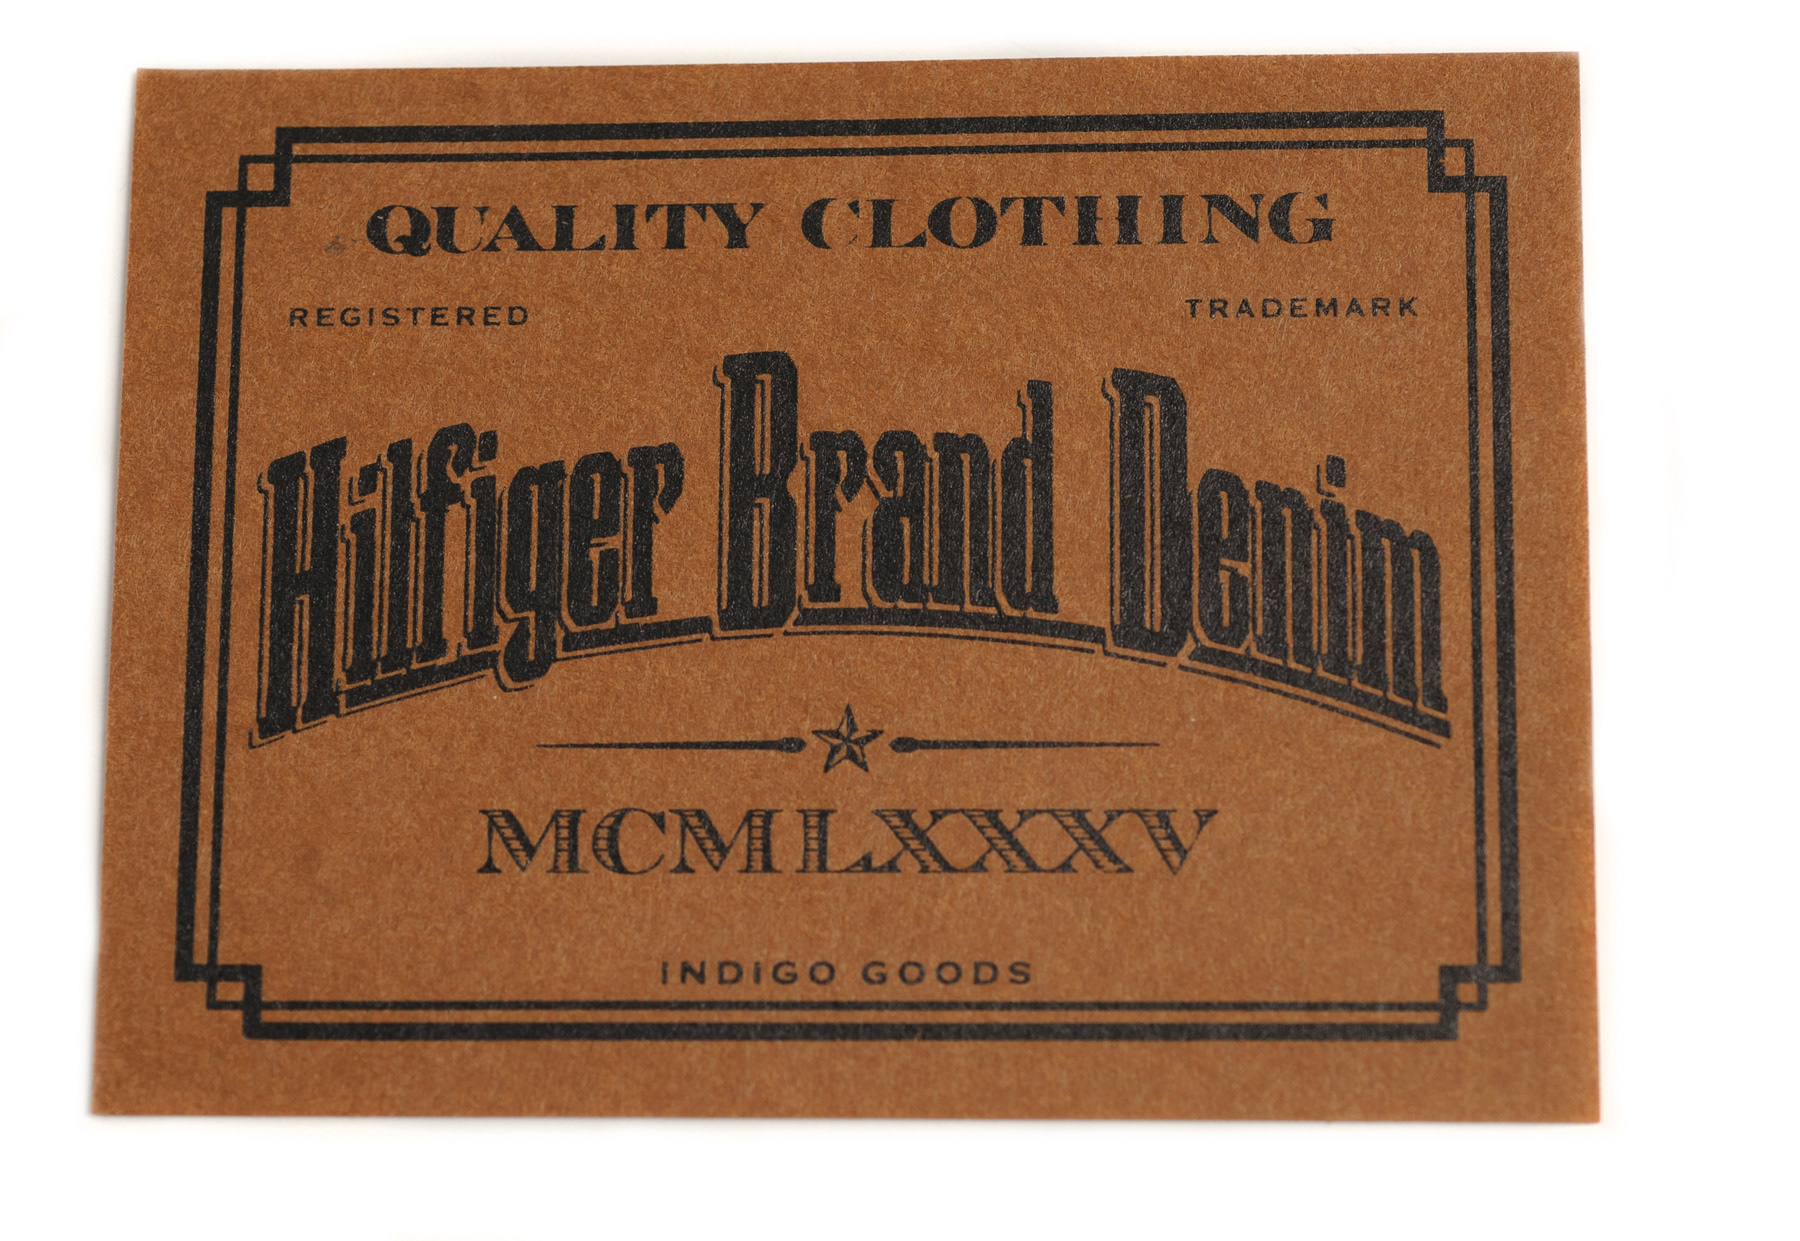 QUALITY CLOTHING
REGISTERED TRADEMARK
Hilfiger Brand Denim
MCMLXXXV
INDIGO GOODS